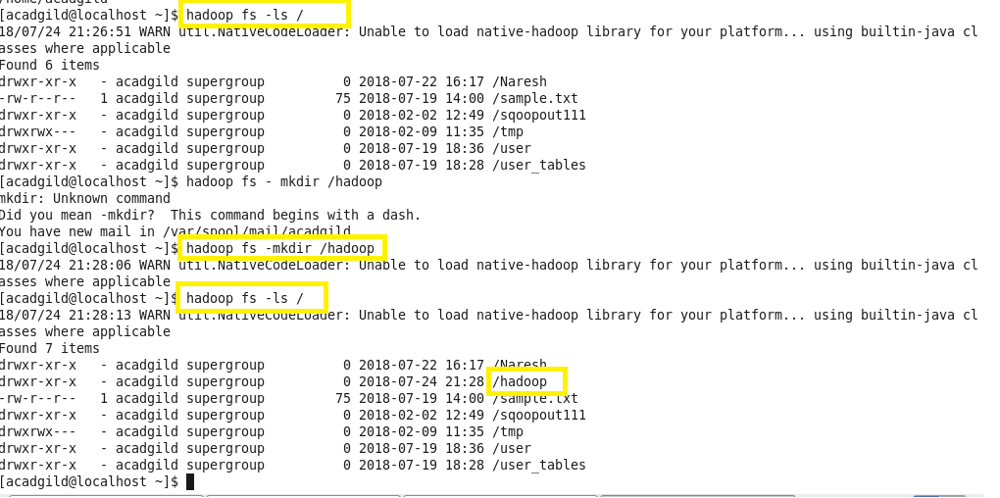 /home/acadgild
[acadgild@localhost ~]$ hadoop fs -ls /
18/07/24 21:26:51 WARN util.NativeCodeLoader: Unable to load native-hadoop library for your platform... using builtin-java cl
asses where applicable
Found 6 items
drwxr-xr-x   - acadgild supergroup          0 2018-07-22 16:17 /Naresh
-rw-r--r--   1 acadgild supergroup         75 2018-07-19 14:00 /sample.txt
drwxr-xr-x   - acadgild supergroup          0 2018-02-02 12:49 /sqoopout111
drwxrwx---   - acadgild supergroup          0 2018-02-09 11:35 /tmp
drwxr-xr-x   - acadgild supergroup          0 2018-07-19 18:36 /user
drwxr-xr-x   - acadgild supergroup          0 2018-07-19 18:28 /user_tables
[acadgild@localhost ~]$ hadoop fs - mkdir /hadoop
mkdir: Unknown command
Did you mean -mkdir?  This command begins with a dash.
You have new mail in /var/spool/mail/acadgild
[acadgild@localhost ~]$ hadoop fs -mkdir /hadoop
18/07/24 21:28:06 WARN util.NativeCodeLoader: Unable to load native-hadoop library for your platform... using builtin-java cl
asses where applicable
[acadgild@localhost ~]$ hadoop fs -ls /
18/07/24 21:28:13 WARN util.NativeCodeLoader: Unable to load native-hadoop library for your platform... using builtin-java cl
asses where applicable
Found 7 items
drwxr-xr-x   - acadgild supergroup          0 2018-07-22 16:17 /Naresh
drwxr-xr-x   - acadgild supergroup          0 2018-07-24 21:28 /hadoop
-rw-r--r--   1 acadgild supergroup         75 2018-07-19 14:00 /sample.txt
drwxr-xr-x   - acadgild supergroup          0 2018-02-02 12:49 /sqoopout111
drwxrwx---   - acadgild supergroup          0 2018-02-09 11:35 /tmp
drwxr-xr-x   - acadgild supergroup          0 2018-07-19 18:36 /user
drwxr-xr-x   - acadgild supergroup          0 2018-07-19 18:28 /user_tables
[acadgild@localhost ~]$